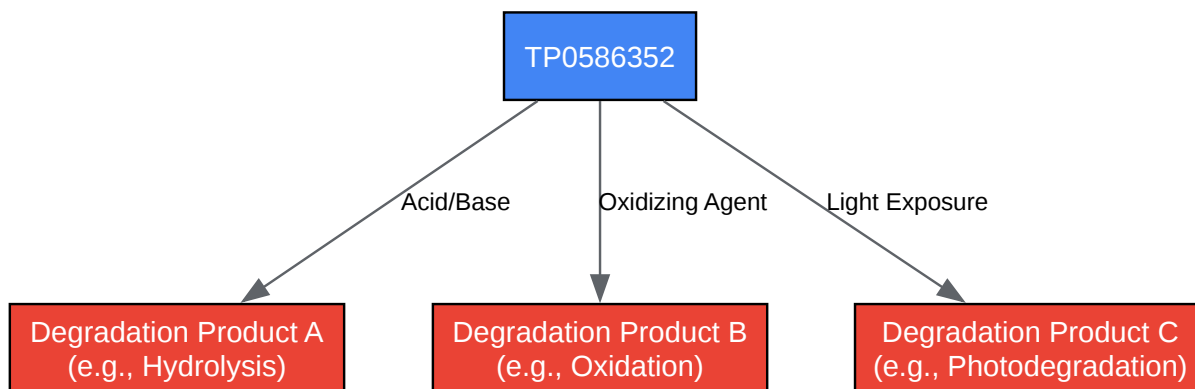 TP0586352
Acid/Base
Oxidizing Agent
Light Exposure
Degradation Product A
(e.g., Hydrolysis)
Degradation Product B
(e.g., Oxidation)
Degradation Product C
(e.g., Photodegradation)